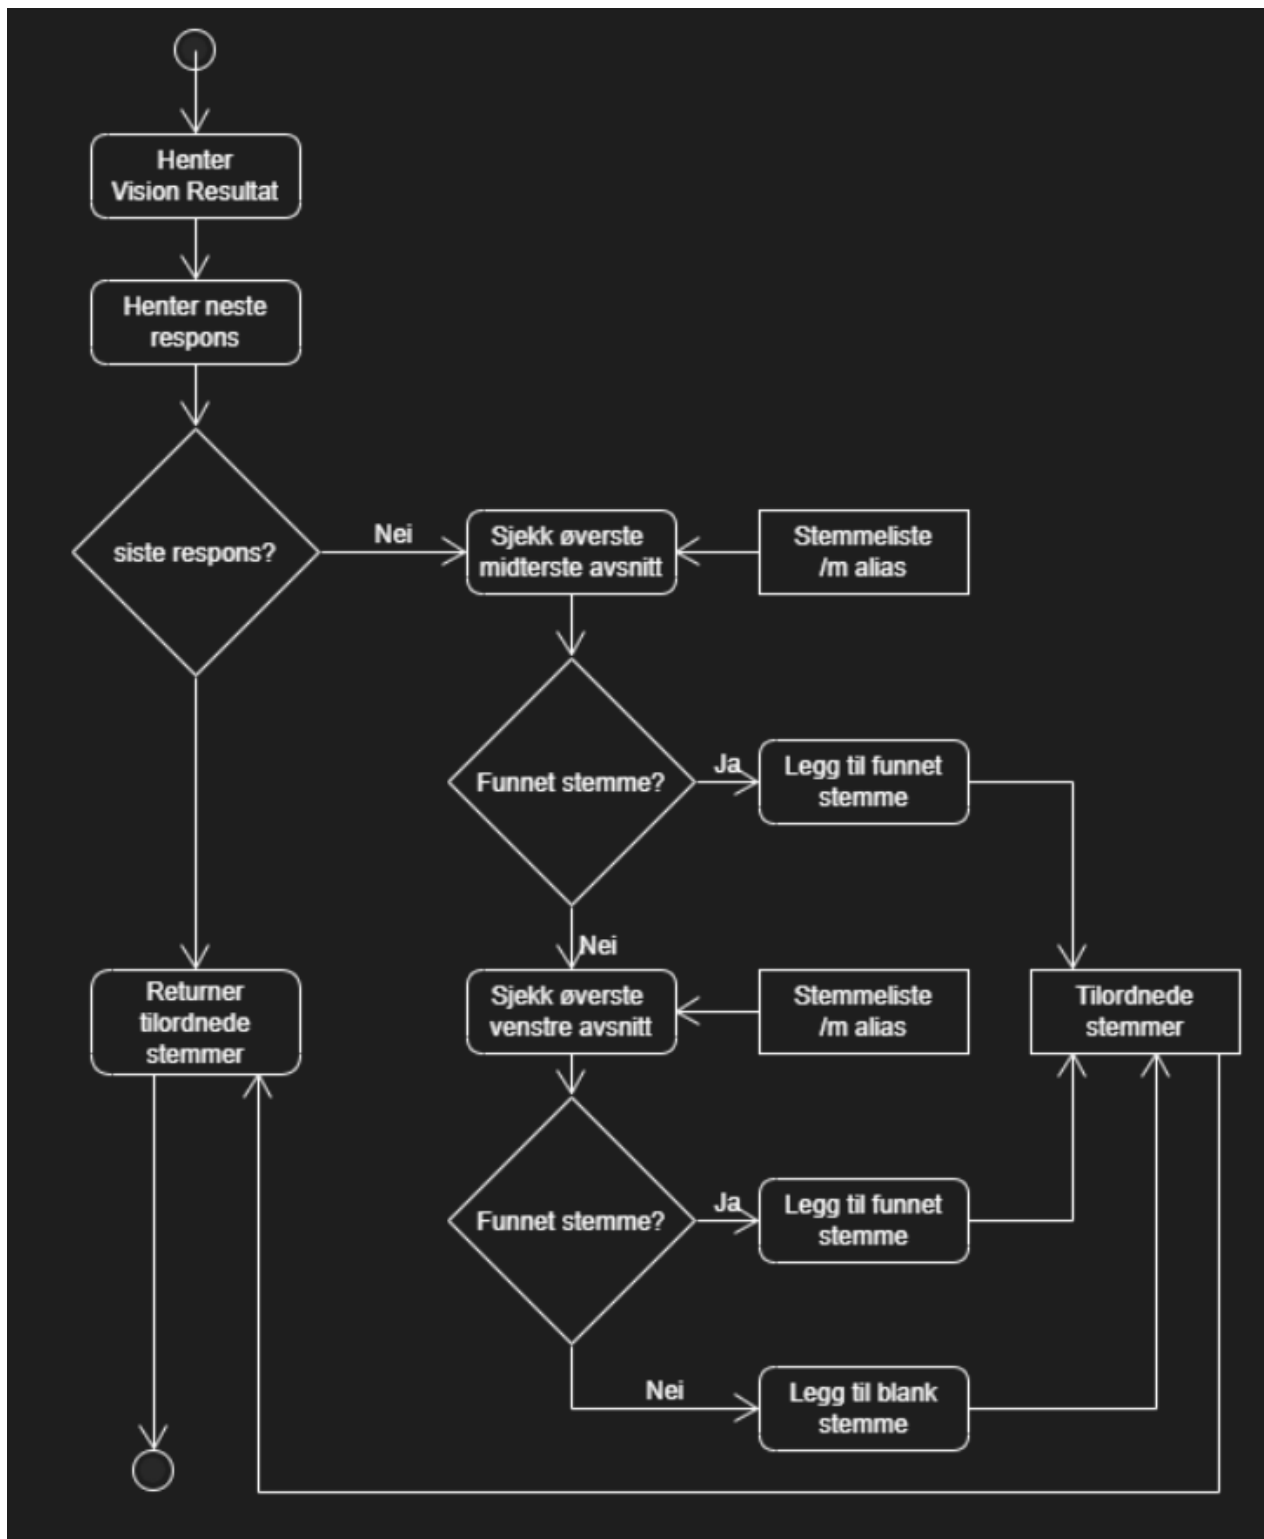 Henter
Vision Resultat
Henter neste
respons
siste respons?
Nei
Sjekk øverste
midterste avsnitt
Stemmeliste
/m alias
Funnet stemme?
Ja
Legg til funnet
stemme
Nei
Returner
tilordnede
stemmer
Sjekk øverste
venstre avsnitt
Stemmeliste
/m alias
Tilordnede
stemmer
Funnet stemme?
Ja
Legg til funnet
stemme
Nei
Legg til blank
stemme